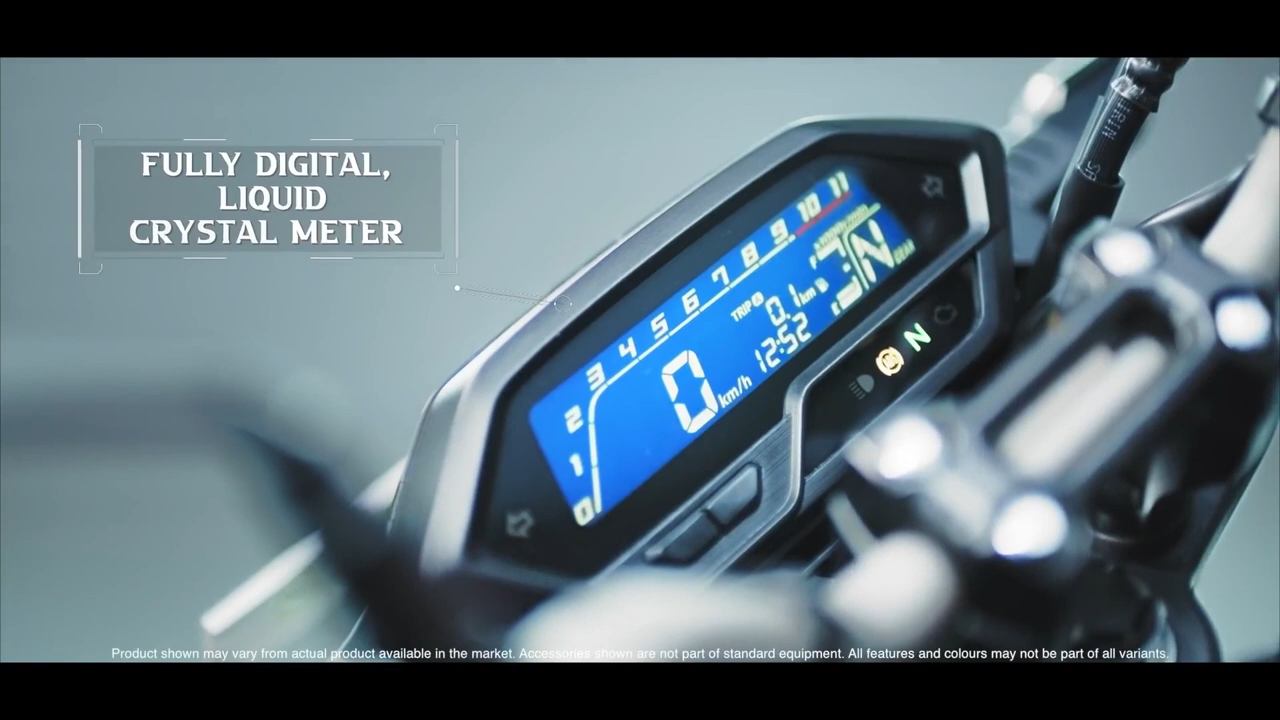 FULLY DIGITAL,
LIQUID
CRYSTAL METER
0 1 2 3 4 5 6 7 8 9 10 11
N
GEAR
TRIP
0.1 km
12:52
0 km/h
N
Product shown may vary from actual product available in the market. Accessories shown are not part of standard equipment. All features and colours may not be part of all variants.